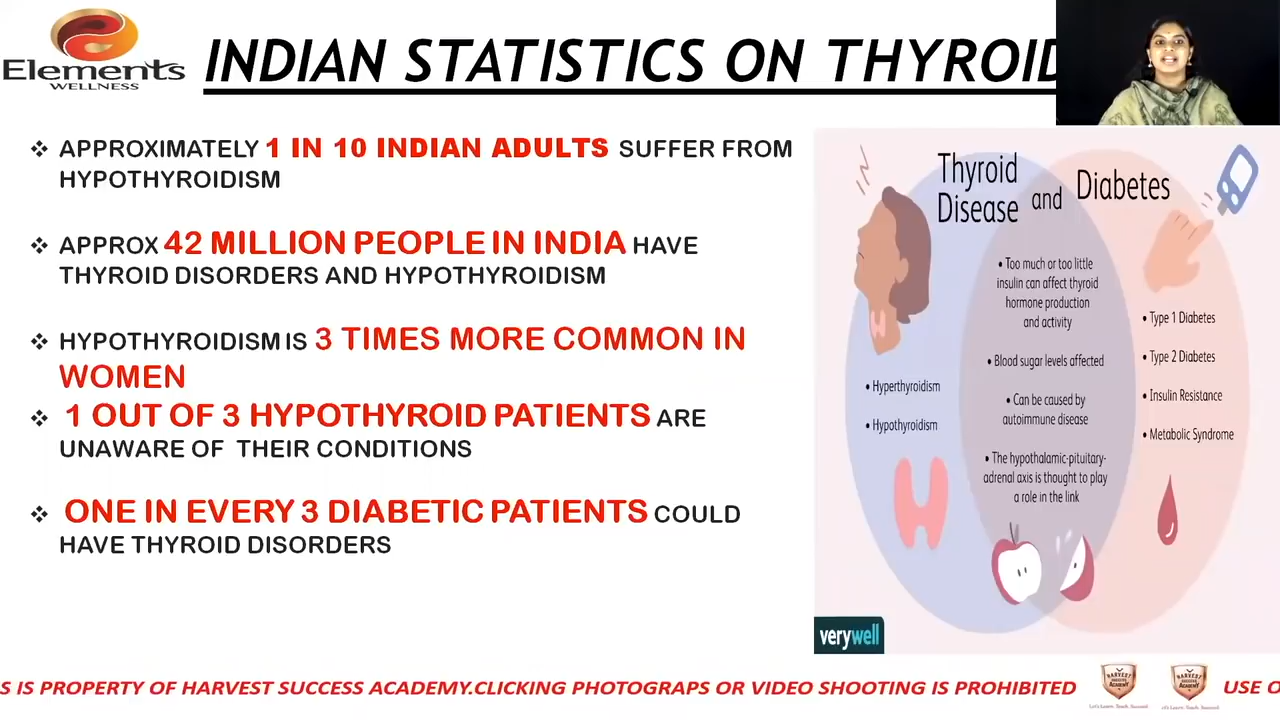 Elements
WELLNESS
INDIAN STATISTICS ON THYROID
❖ APPROXIMATELY 1 IN 10 INDIAN ADULTS SUFFER FROM
HYPOTHYROIDISM
❖ APPROX 42 MILLION PEOPLE IN INDIA HAVE
THYROID DISORDERS AND HYPOTHYROIDISM
❖ HYPOTHYROIDISM IS 3 TIMES MORE COMMON IN
WOMEN
❖ 1 OUT OF 3 HYPOTHYROID PATIENTS ARE
UNAWARE OF THEIR CONDITIONS
❖ ONE IN EVERY 3 DIABETIC PATIENTS COULD
HAVE THYROID DISORDERS
Thyroid
Disease and Diabetes
• Hyperthyroidism
• Hypothyroidism
• Too much or too little
insulin can affect thyroid
hormone production
and activity
• Blood sugar levels affected
• Can be caused by
autoimmune disease
• The hypothalamic-pituitary-
adrenal axis is thought to play
a role in the link
• Type 1 Diabetes
• Type 2 Diabetes
• Insulin Resistance
• Metabolic Syndrome
verywell
S IS PROPERTY OF HARVEST SUCCESS ACADEMY.CLICKING PHOTOGRAPS OR VIDEO SHOOTING IS PROHIBITED
HARVEST
ACADEMY
HARVEST
ACADEMY
USE O